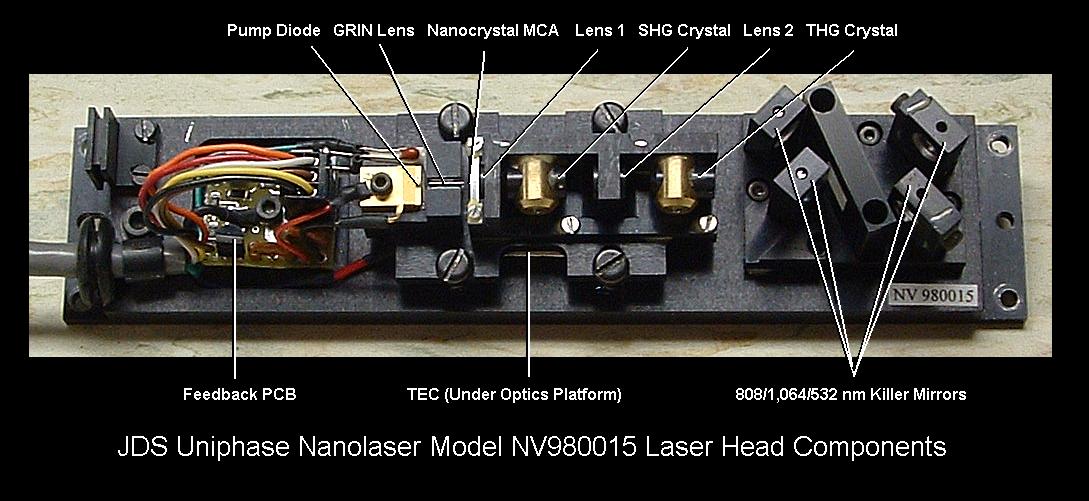 Pump Diode GRIN Lens Nanocrystal MCA Lens 1 SHG Crystal Lens 2 THG Crystal
NV 980015
Feedback PCB TEC (Under Optics Platform) 808/1,064/532 nm Killer Mirrors
JDS Uniphase Nanolaser Model NV980015 Laser Head Components